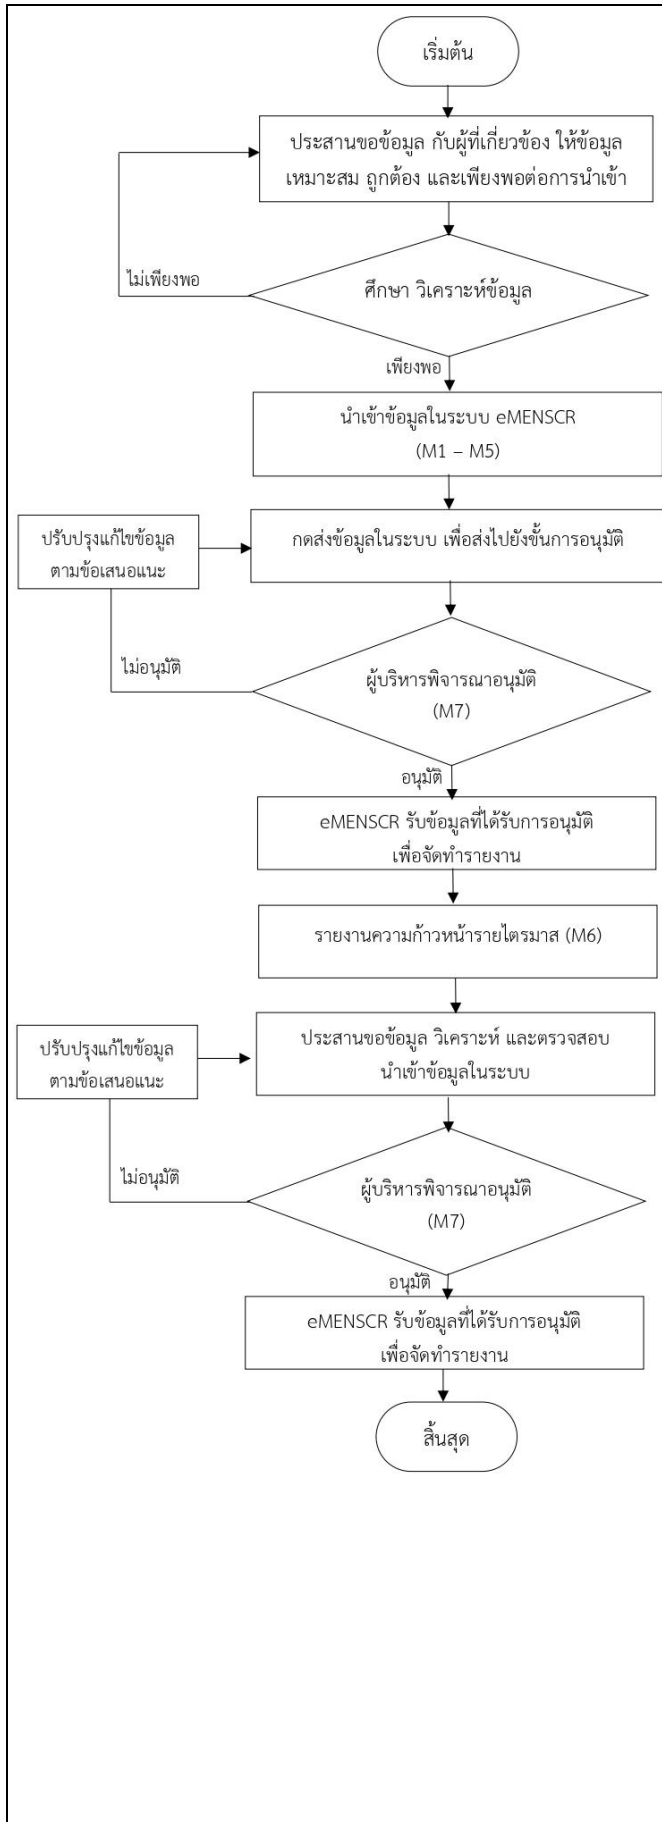 เริ่มต้น
ประสานขอข้อมูล กับผู้ที่เกี่ยวข้อง ให้ข้อมูล
เหมาะสม ถูกต้อง และเพียงพอต่อการนำเข้า
ไม่เพียงพอ
ศึกษา วิเคราะห์ข้อมูล
เพียงพอ
นำเข้าข้อมูลในระบบ eMENSCR
(M1 – M5)
ปรับปรุงแก้ไขข้อมูล
ตามข้อเสนอแนะ
กดส่งข้อมูลในระบบ เพื่อส่งไปยังขั้นการอนุมัติ
ไม่อนุมัติ
ผู้บริหารพิจารณาอนุมัติ
(M7)
อนุมัติ
eMENSCR รับข้อมูลที่ได้รับการอนุมัติ
เพื่อจัดทำรายงาน
รายงานความก้าวหน้ารายไตรมาส (M6)
ปรับปรุงแก้ไขข้อมูล
ตามข้อเสนอแนะ
ประสานขอข้อมูล วิเคราะห์ และตรวจสอบ
นำเข้าข้อมูลในระบบ
ไม่อนุมัติ
ผู้บริหารพิจารณาอนุมัติ
(M7)
อนุมัติ
eMENSCR รับข้อมูลที่ได้รับการอนุมัติ
เพื่อจัดทำรายงาน
สิ้นสุด